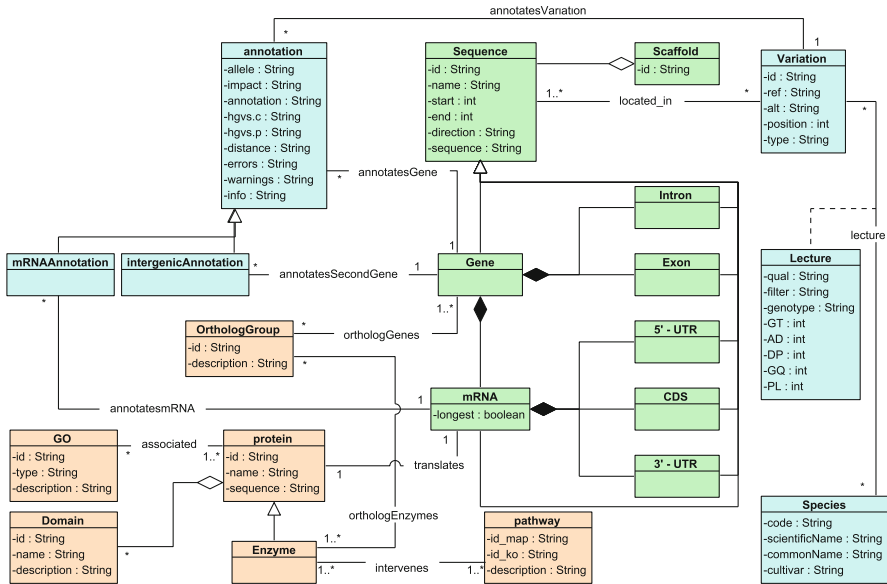 annotatesVariation
* 1
annotation
-allele : String
-impact : String
-annotation : String
-hgvs.c : String
-hgvs.p : String
-distance : String
-errors : String
-warnings : String
-info : String
Sequence
-id : String
-name : String
-start : int
-end : int
-direction : String
-sequence : String
Scaffold
-id : String
1..* located_in *
Variation
-id : String
-ref : String
-alt : String
-position : int
-type : String
*
* annotatesGene
1
Intron
lecture
mRNAAnnotation
intergenicAnnotation
* annotatesSecondGene 1
Gene
Exon
Lecture
-qual : String
-filter : String
-genotype : String
-GT : int
-AD : int
-DP : int
-GQ : int
-PL : int
*
1..*
OrthologGroup
-id : String
-description : String
* orthologGenes
*
5' - UTR
mRNA
-longest : boolean
CDS
annotatesmRNA 1
1
3' - UTR
GO
-id : String
-type : String
-description : String
associated
* 1..*
protein
-id : String
-name : String
-sequence : String
1 translates
*
Domain
-id : String
-name : String
-description : String
*
orthologEnzymes
1..*
Enzyme
1..* intervenes 1..*
pathway
-id_map : String
-id_ko : String
-description : String
Species
-code : String
-scientificName : String
-commonName : String
-cultivar : String